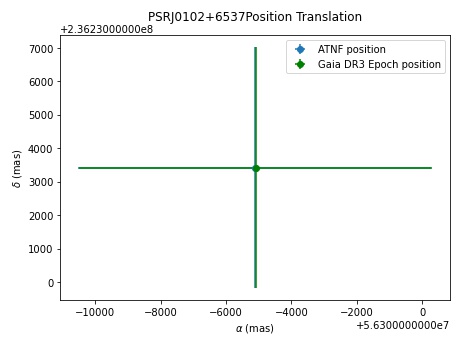 PSRJ0102+6537Position Translation
+2.3623000000e8
7000
6000
5000
4000
3000
2000
1000
0
δ (mas)
ATNF position
Gaia DR3 Epoch position
−10000
−8000
−6000
−4000
−2000
0
α (mas)
+5.6300000000e7